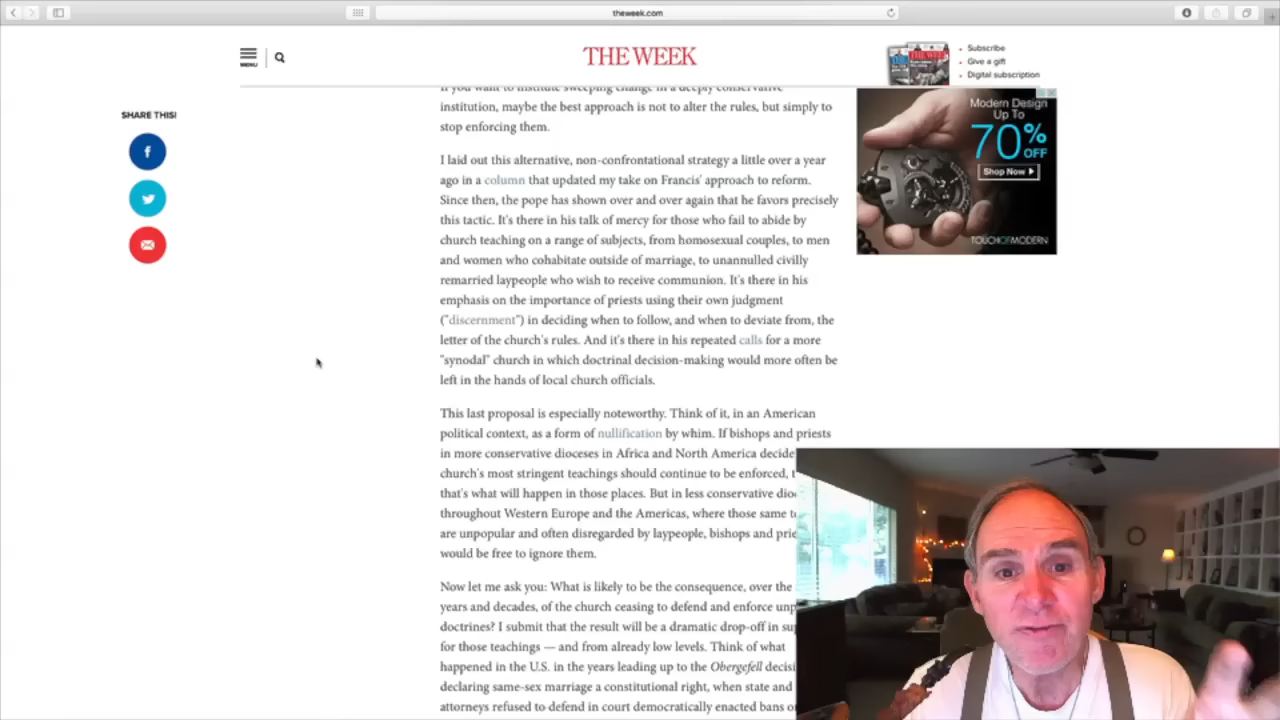 theweek.com
MENU
THE WEEK
Subscribe
Give a gift
Digital subscription
SHARE THIS!
If you want to institute sweeping change in a deeply conservative
institution, maybe the best approach is not to alter the rules, but simply to
stop enforcing them.
I laid out this alternative, non-confrontational strategy a little over a year
ago in a column that updated my take on Francis' approach to reform.
Since then, the pope has shown over and over again that he favors precisely
this tactic. It's there in his talk of mercy for those who fail to abide by
church teaching on a range of subjects, from homosexual couples, to men
and women who cohabitate outside of marriage, to unannulled civilly
remarried laypeople who wish to receive communion. It's there in his
emphasis on the importance of priests using their own judgment
("discernment") in deciding when to follow, and when to deviate from, the
letter of the church's rules. And it's there in his repeated calls for a more
"synodal" church in which doctrinal decision-making would more often be
left in the hands of local church officials.
This last proposal is especially noteworthy. Think of it, in an American
political context, as a form of nullification by whim. If bishops and priests
in more conservative dioceses in Africa and North America decide
church's most stringent teachings should continue to be enforced, t
that's what will happen in those places. But in less conservative dio
throughout Western Europe and the Americas, where those same t
are unpopular and often disregarded by laypeople, bishops and prie
would be free to ignore them.
Now let me ask you: What is likely to be the consequence, over the
years and decades, of the church ceasing to defend and enforce unp
doctrines? I submit that the result will be a dramatic drop-off in su
for those teachings — and from already low levels. Think of what
happened in the U.S. in the years leading up to the Obergefell decisi
declaring same-sex marriage a constitutional right, when state and
attorneys refused to defend in court democratically enacted bans o
Modern Design
Up To
70% OFF
Shop Now
TOUCHOFMODERN